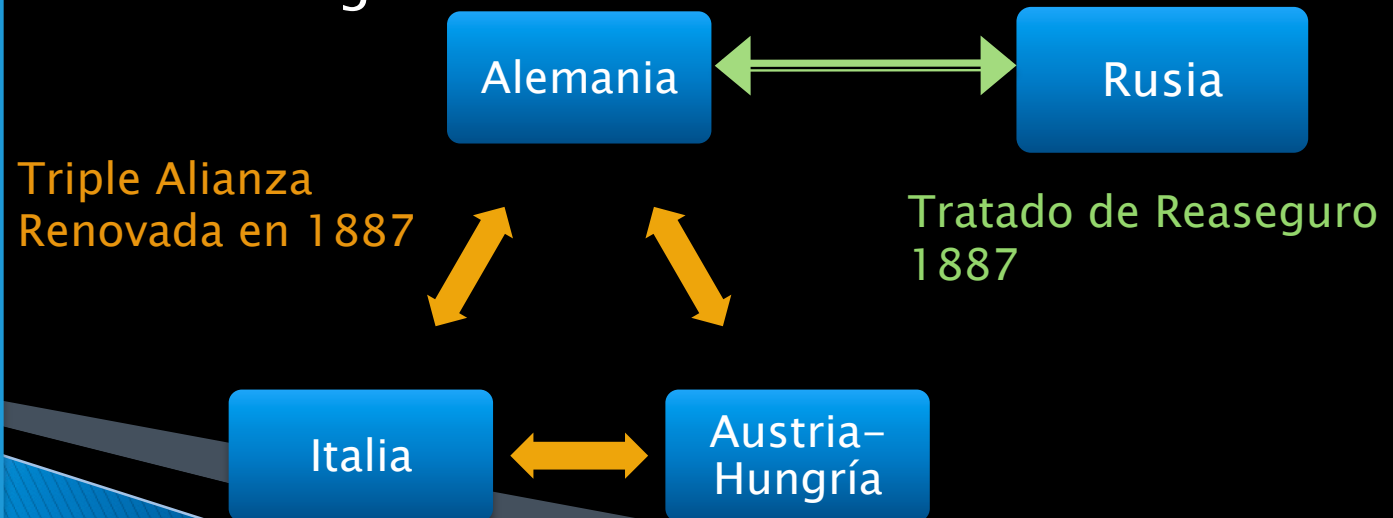 Alemania
Rusia
Triple Alianza
Renovada en 1887
Tratado de Reaseguro
1887
Italia
Austria-
Hungría